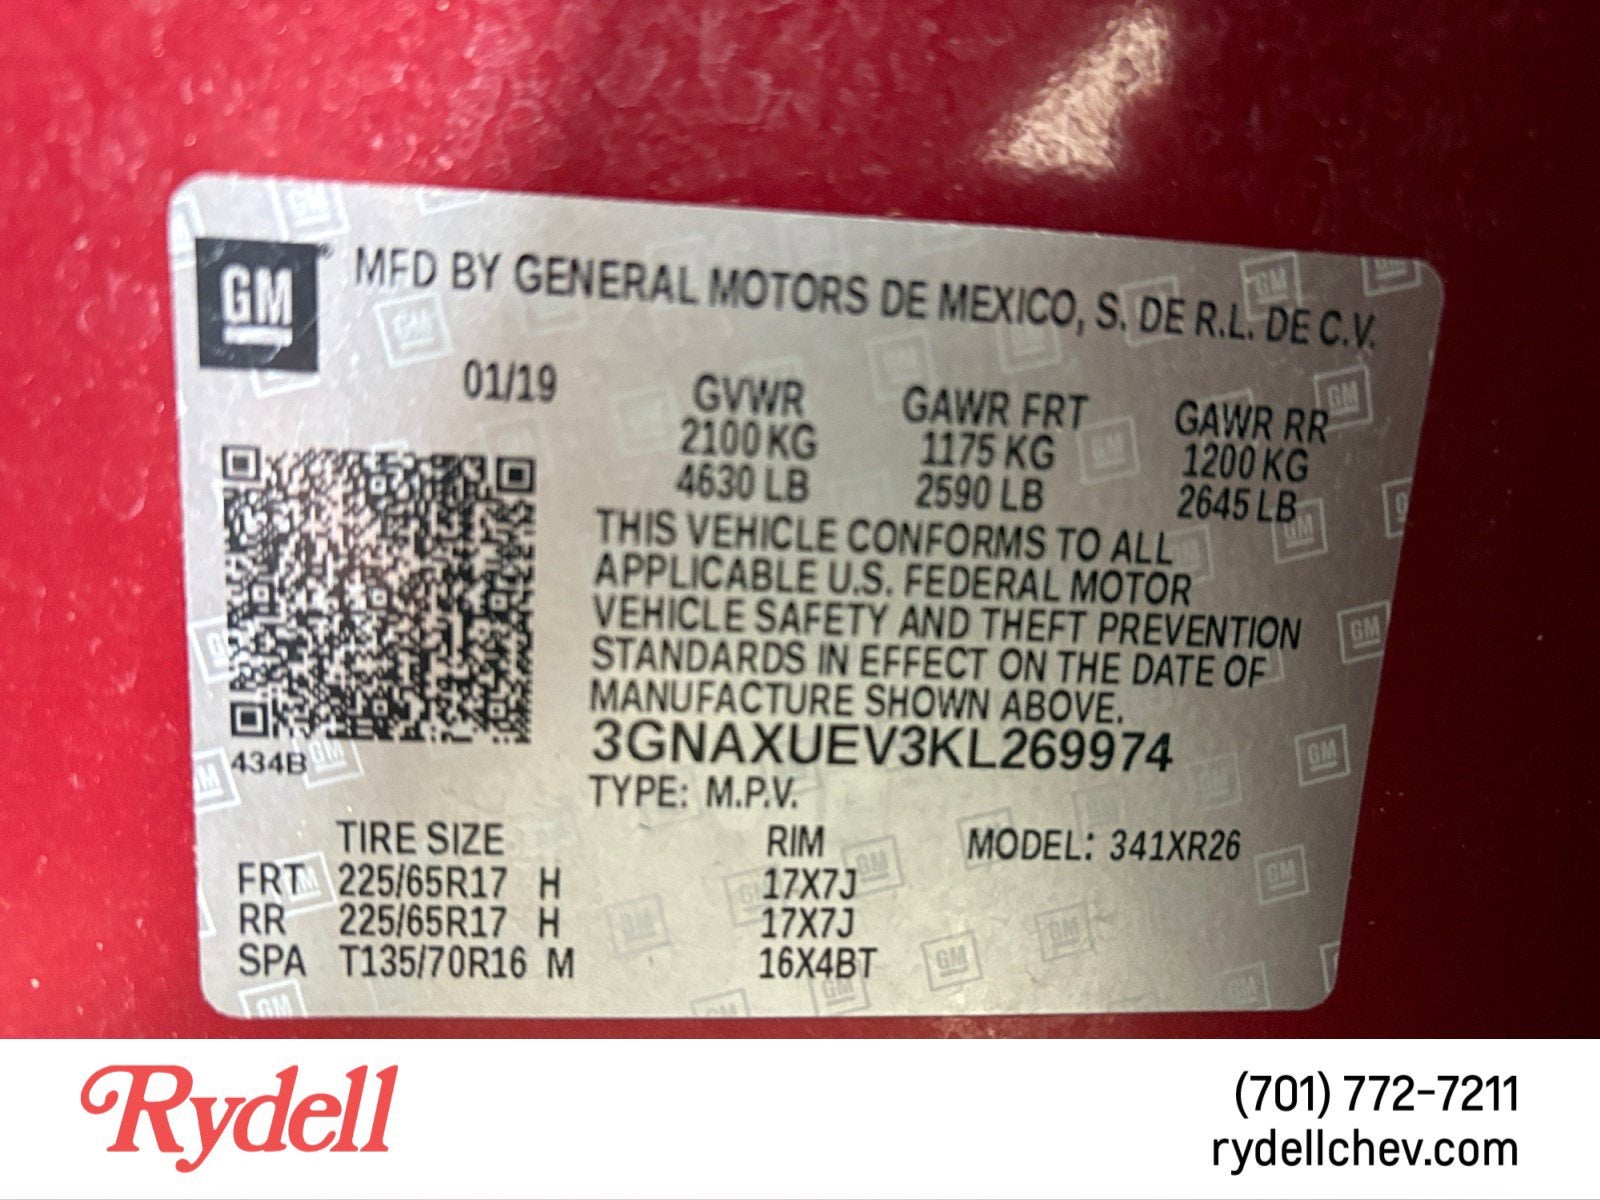 GM
MFD BY GENERAL MOTORS DE MEXICO, S. DE R.L. DE C.V.
01/19
GVWR GAWR FRT GAWR RR
2100 KG 1175 KG 1200 KG
4630 LB 2590 LB 2645 LB
THIS VEHICLE CONFORMS TO ALL
APPLICABLE U.S. FEDERAL MOTOR
VEHICLE SAFETY AND THEFT PREVENTION
STANDARDS IN EFFECT ON THE DATE OF
MANUFACTURE SHOWN ABOVE.
434B
3GNAXUEV3KL269974
TYPE: M.P.V.
TIRE SIZE RIM MODEL: 341XR26
FRT 225/65R17 H 17X7J
RR 225/65R17 H 17X7J
SPA T135/70R16 M 16X4BT
Rydell
(701) 772-7211
rydellchev.com